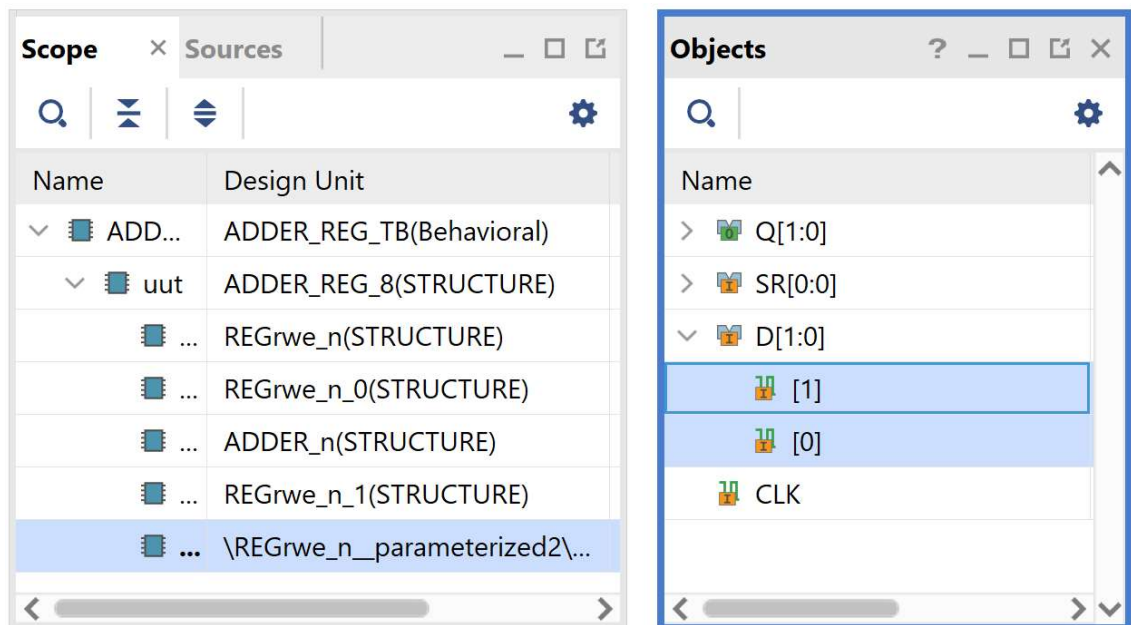 Scope Sources
Name Design Unit
ADD... ADDER_REG_TB(Behavioral)
uut ADDER_REG_8(STRUCTURE)
... REGrwe_n(STRUCTURE)
... REGrwe_n_0(STRUCTURE)
... ADDER_n(STRUCTURE)
... REGrwe_n_1(STRUCTURE)
... \REGrwe_n__parameterized2\...
Objects ?
Name
Q[1:0]
SR[0:0]
D[1:0]
[1]
[0]
CLK